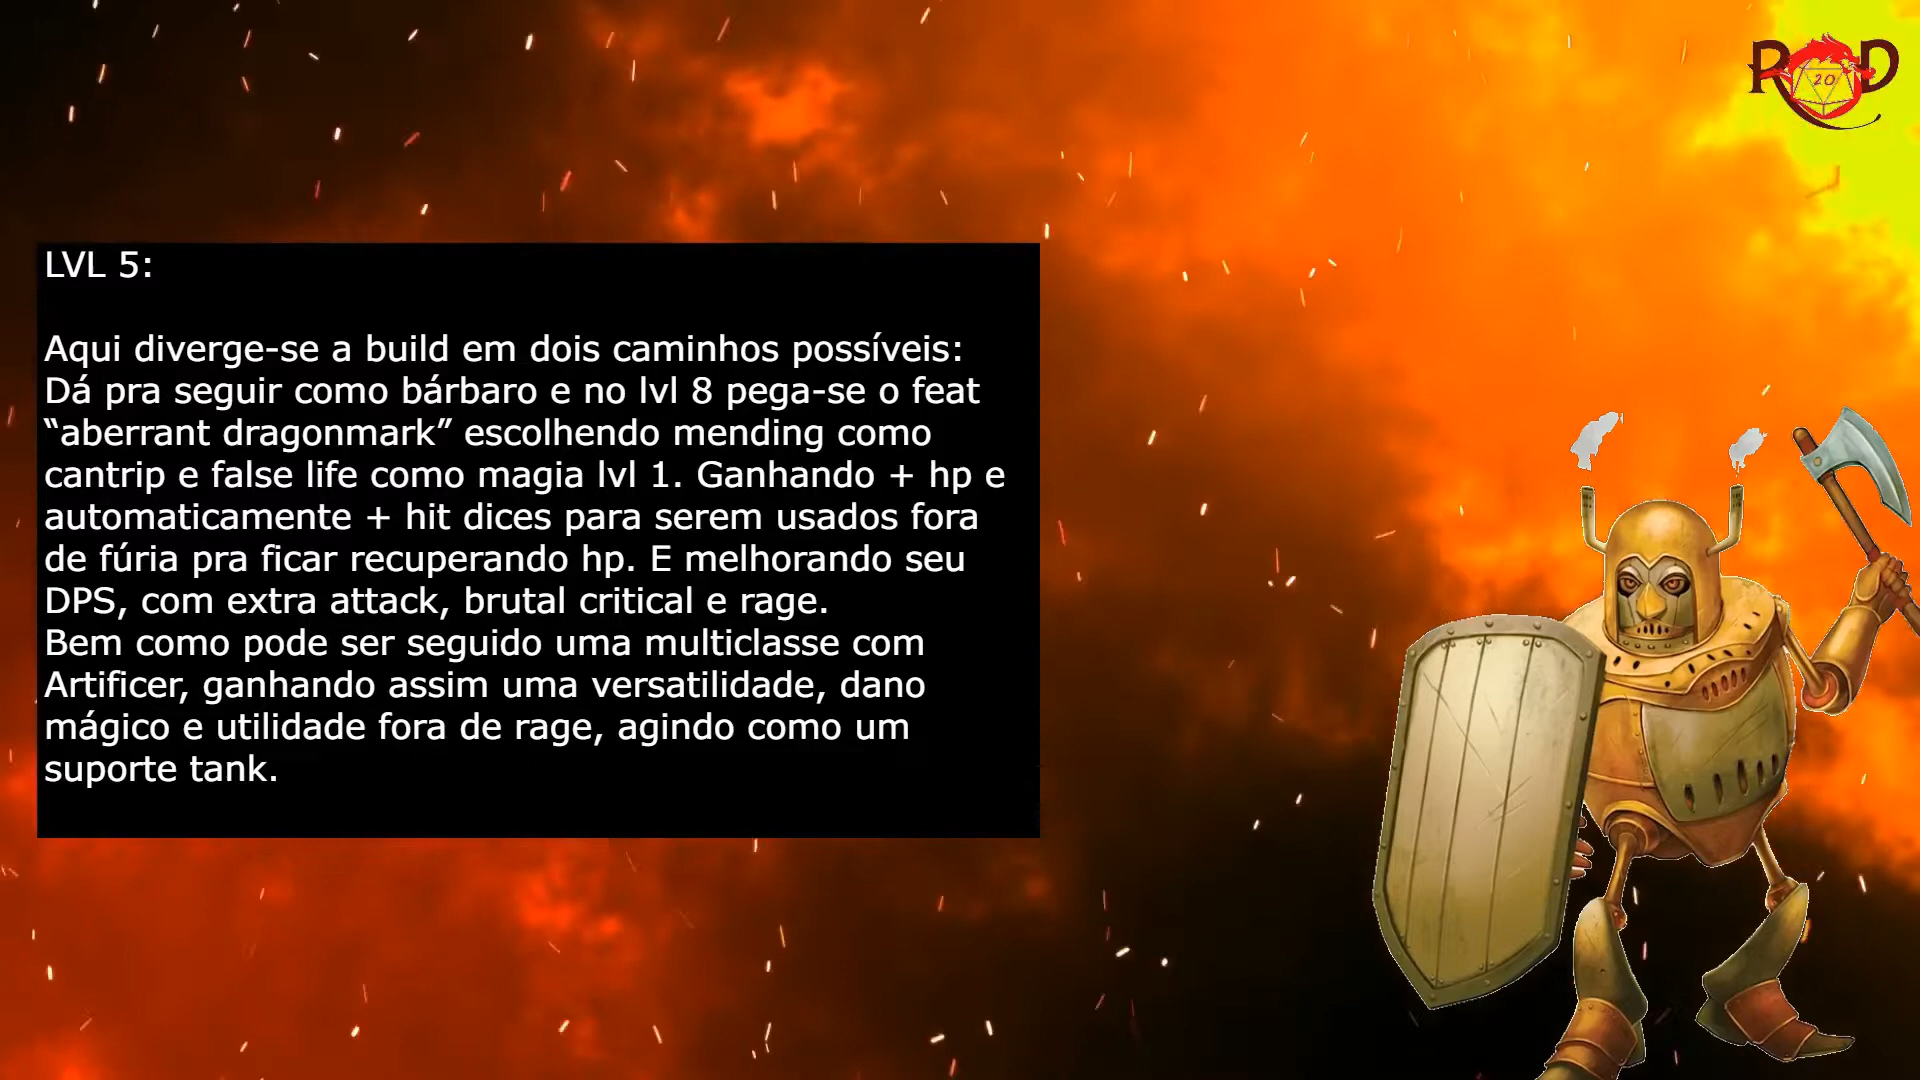 R D
20
LVL 5:
Aqui diverge-se a build em dois caminhos possíveis:
Dá pra seguir como bárbaro e no lvl 8 pega-se o feat
“aberrant dragonmark” escolhendo mending como
cantrip e false life como magia lvl 1. Ganhando + hp e
automaticamente + hit dices para serem usados fora
de fúria pra ficar recuperando hp. E melhorando seu
DPS, com extra attack, brutal critical e rage.
Bem como pode ser seguido uma multiclasse com
Artificer, ganhando assim uma versatilidade, dano
mágico e utilidade fora de rage, agindo como um
suporte tank.